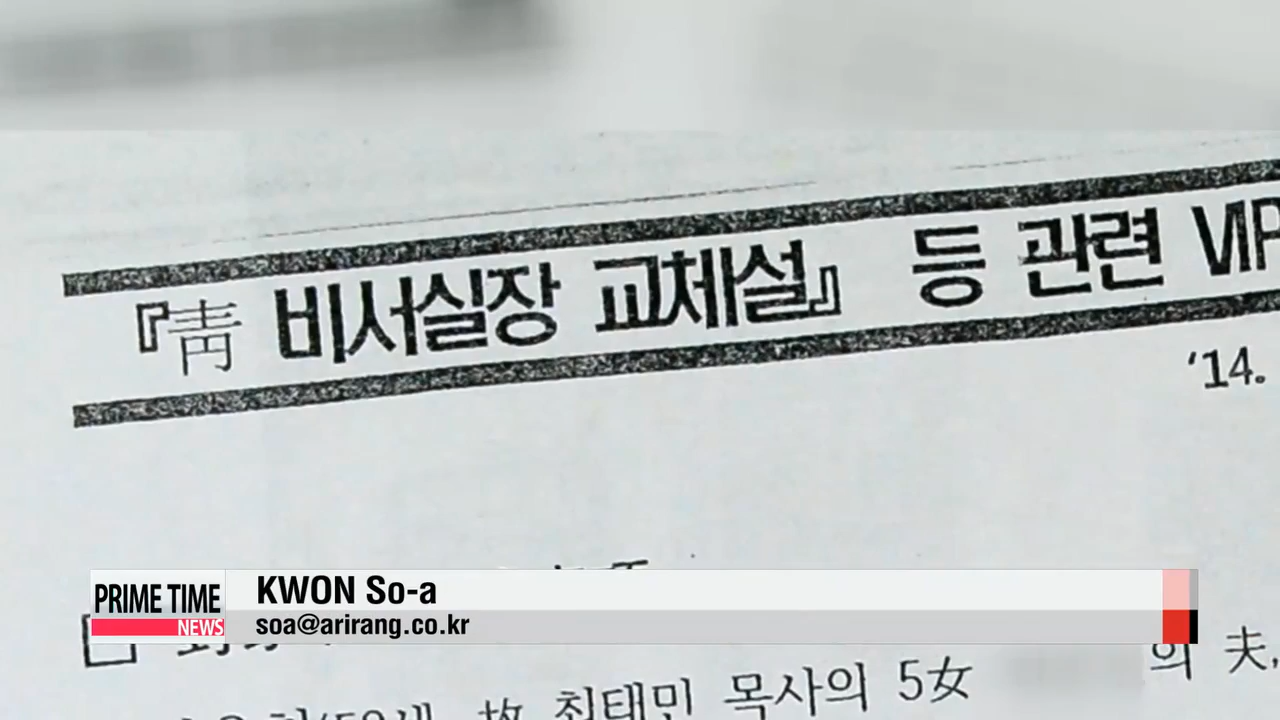 『靑 비서실장 교체설』 등 관련 VIP
'14.
PRIME TIME
NEWS
KWON So-a
soa@arirang.co.kr
의 夫,
故 최태민 목사의 5女